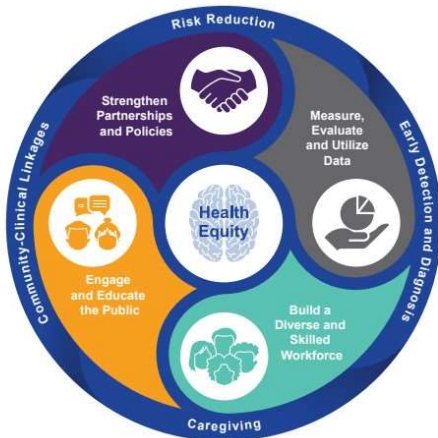 Risk Reduction
Strengthen
Partnerships
and Policies
Measure,
Evaluate
and Utilize
Data
Early Detection and Diagnosis
Community-Clinical Linkages
Health
Equity
Engage
and Educate
the Public
Build a
Diverse and
Skilled
Workforce
Caregiving